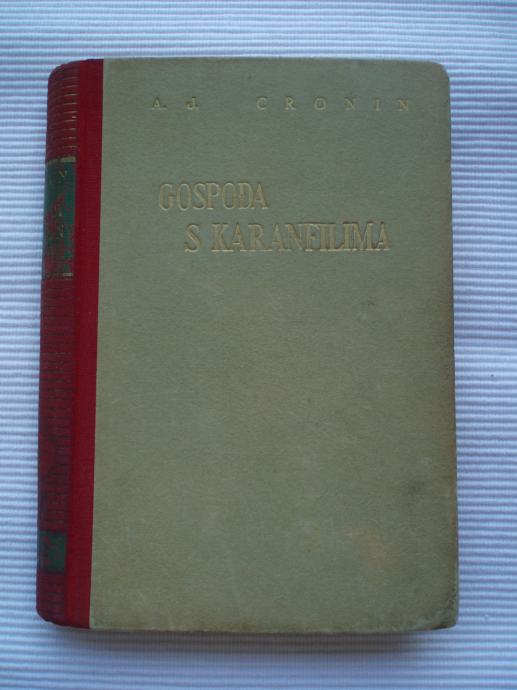 A. J. CRONIN
GOSPODA
S KARANFILIMA